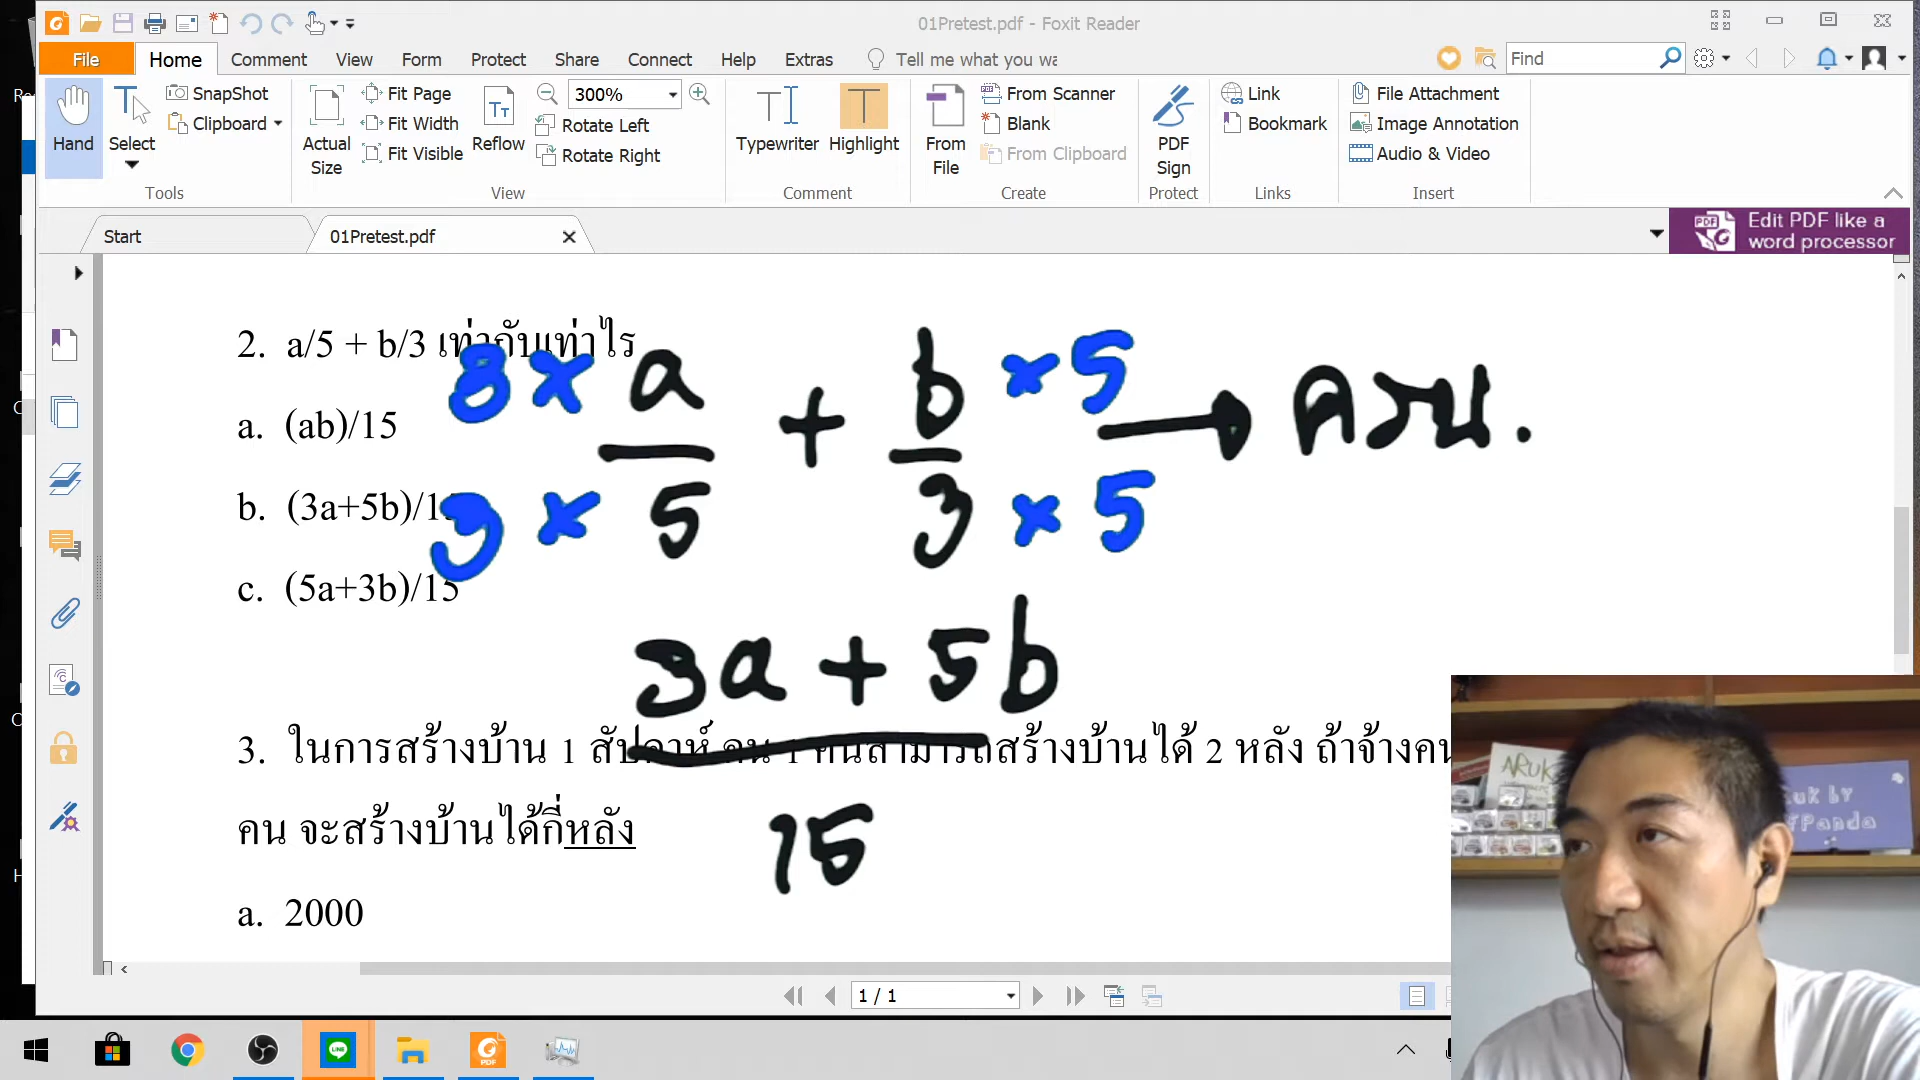 01Pretest.pdf - Foxit Reader
File Home Comment View Form Protect Share Connect Help Extras Tell me what you wa Find
Hand
Select
SnapShot
Clipboard
Tools
Actual Size
Fit Page
Fit Width
Fit Visible
Reflow
300%
Rotate Left
Rotate Right
View
Typewriter
Highlight
Comment
From File
From Scanner
Blank
From Clipboard
Create
PDF Sign
Protect
Link
Bookmark
Links
File Attachment
Image Annotation
Audio & Video
Insert
Start
01Pretest.pdf
Edit PDF like a
word processor
2. a/5 + b/3 เท่ากับเท่าไร
a. (ab)/15
b. (3a+5b)/15
c. (5a+3b)/15
3 × a + b × 5 → ครน.
3 × 5 3 × 5
3a + 5b
15
3. ในการสร้างบ้าน 1 สัปดาห์ คน 1 คนสามารถสร้างบ้านได้ 2 หลัง ถ้าจ้างคน
คน จะสร้างบ้านได้กี่หลัง
a. 2000
1 / 1
LINE
PDF